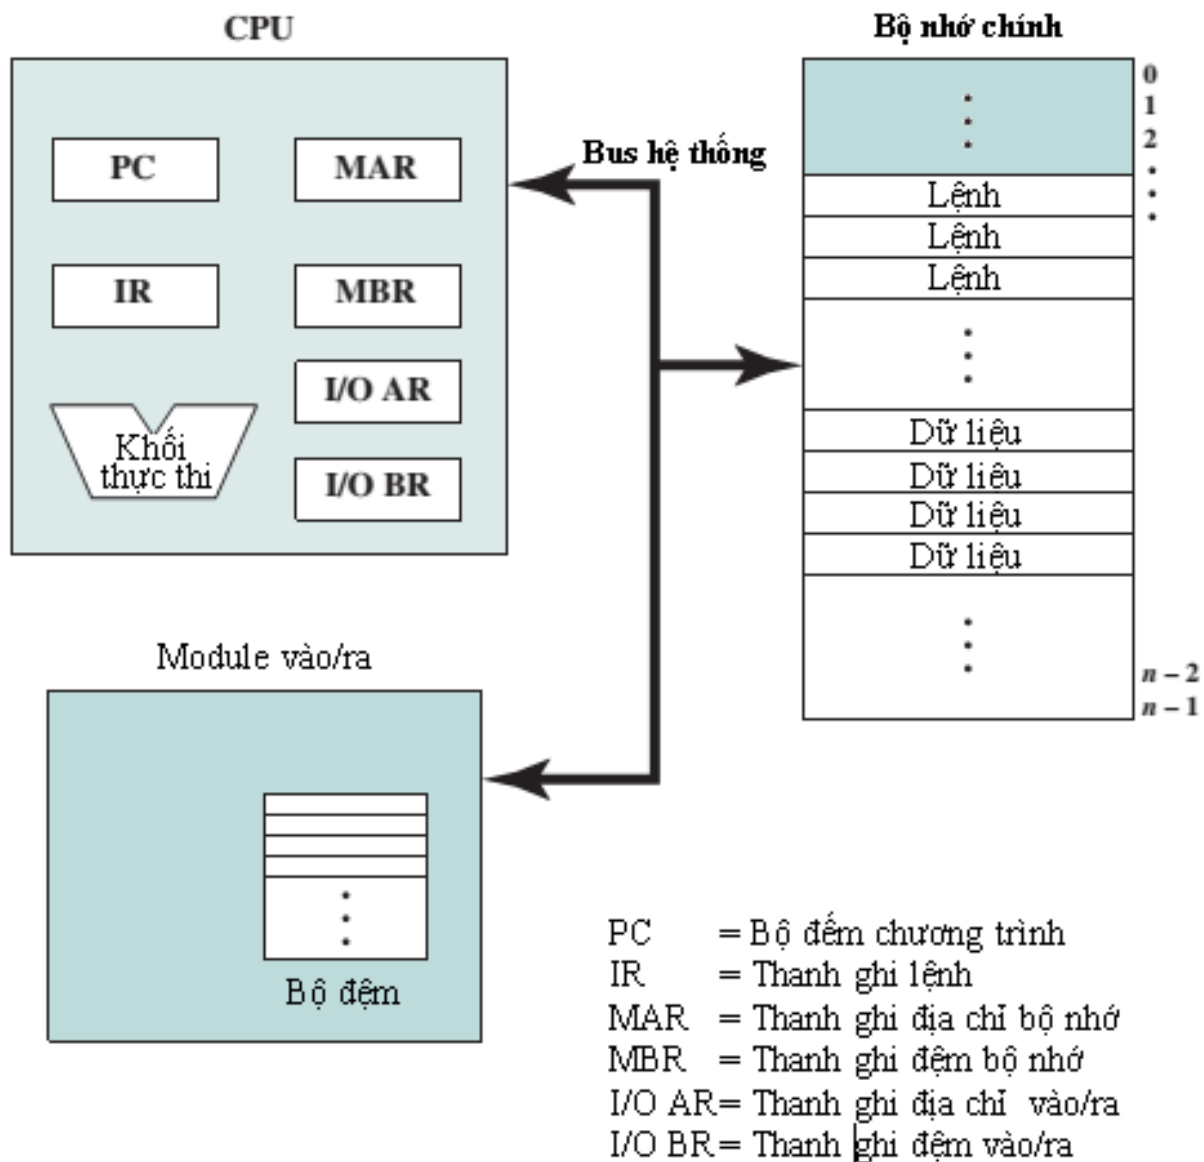 CPU
PC
MAR
IR
MBR
I/O AR
I/O BR
Khối
thực thi
Bus hệ thống
Bộ nhớ chính
0
1
2
Lệnh
Lệnh
Lệnh
Dữ liệu
Dữ liệu
Dữ liệu
Dữ liệu
n – 2
n – 1
Module vào/ra
Bộ đệm
PC = Bộ đếm chương trình
IR = Thanh ghi lệnh
MAR = Thanh ghi địa chỉ bộ nhớ
MBR = Thanh ghi đệm bộ nhớ
I/O AR= Thanh ghi địa chỉ vào/ra
I/O BR= Thanh ghi đệm vào/ra